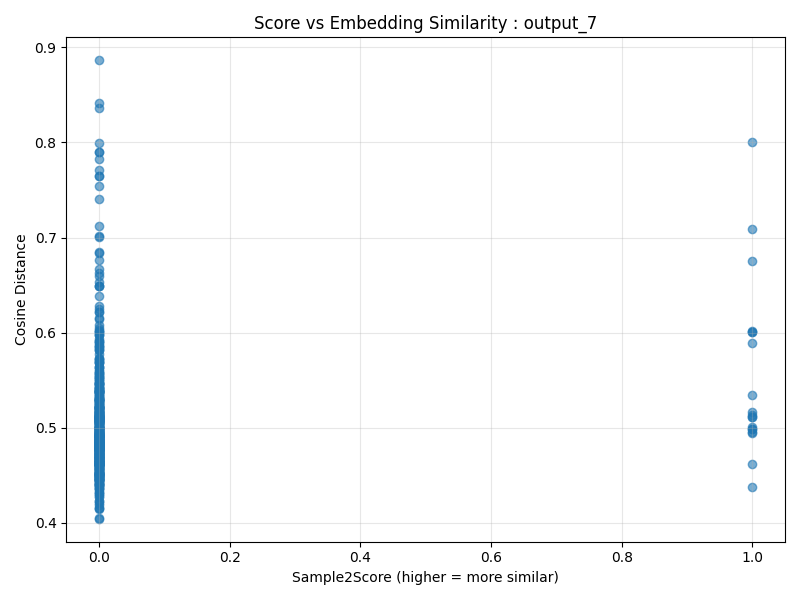 Score vs Embedding Similarity : output_7
Cosine Distance
0.9
0.8
0.7
0.6
0.5
0.4
0.0 0.2 0.4 0.6 0.8 1.0
Sample2Score (higher = more similar)